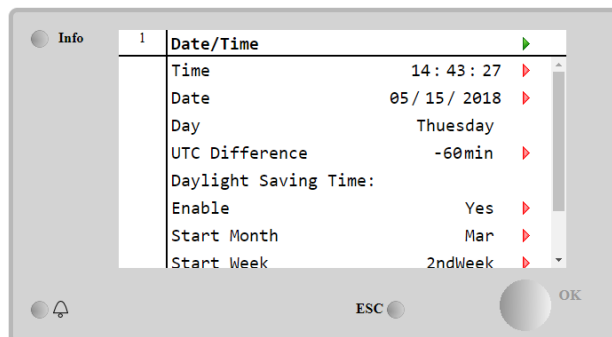 Info
1 Date/Time
Time 14:43:27
Date 05/15/2018
Day Thuesday
UTC Difference -60min
Daylight Saving Time:
Enable Yes
Start Month Mar
Start Week 2ndWeek
ESC
OK